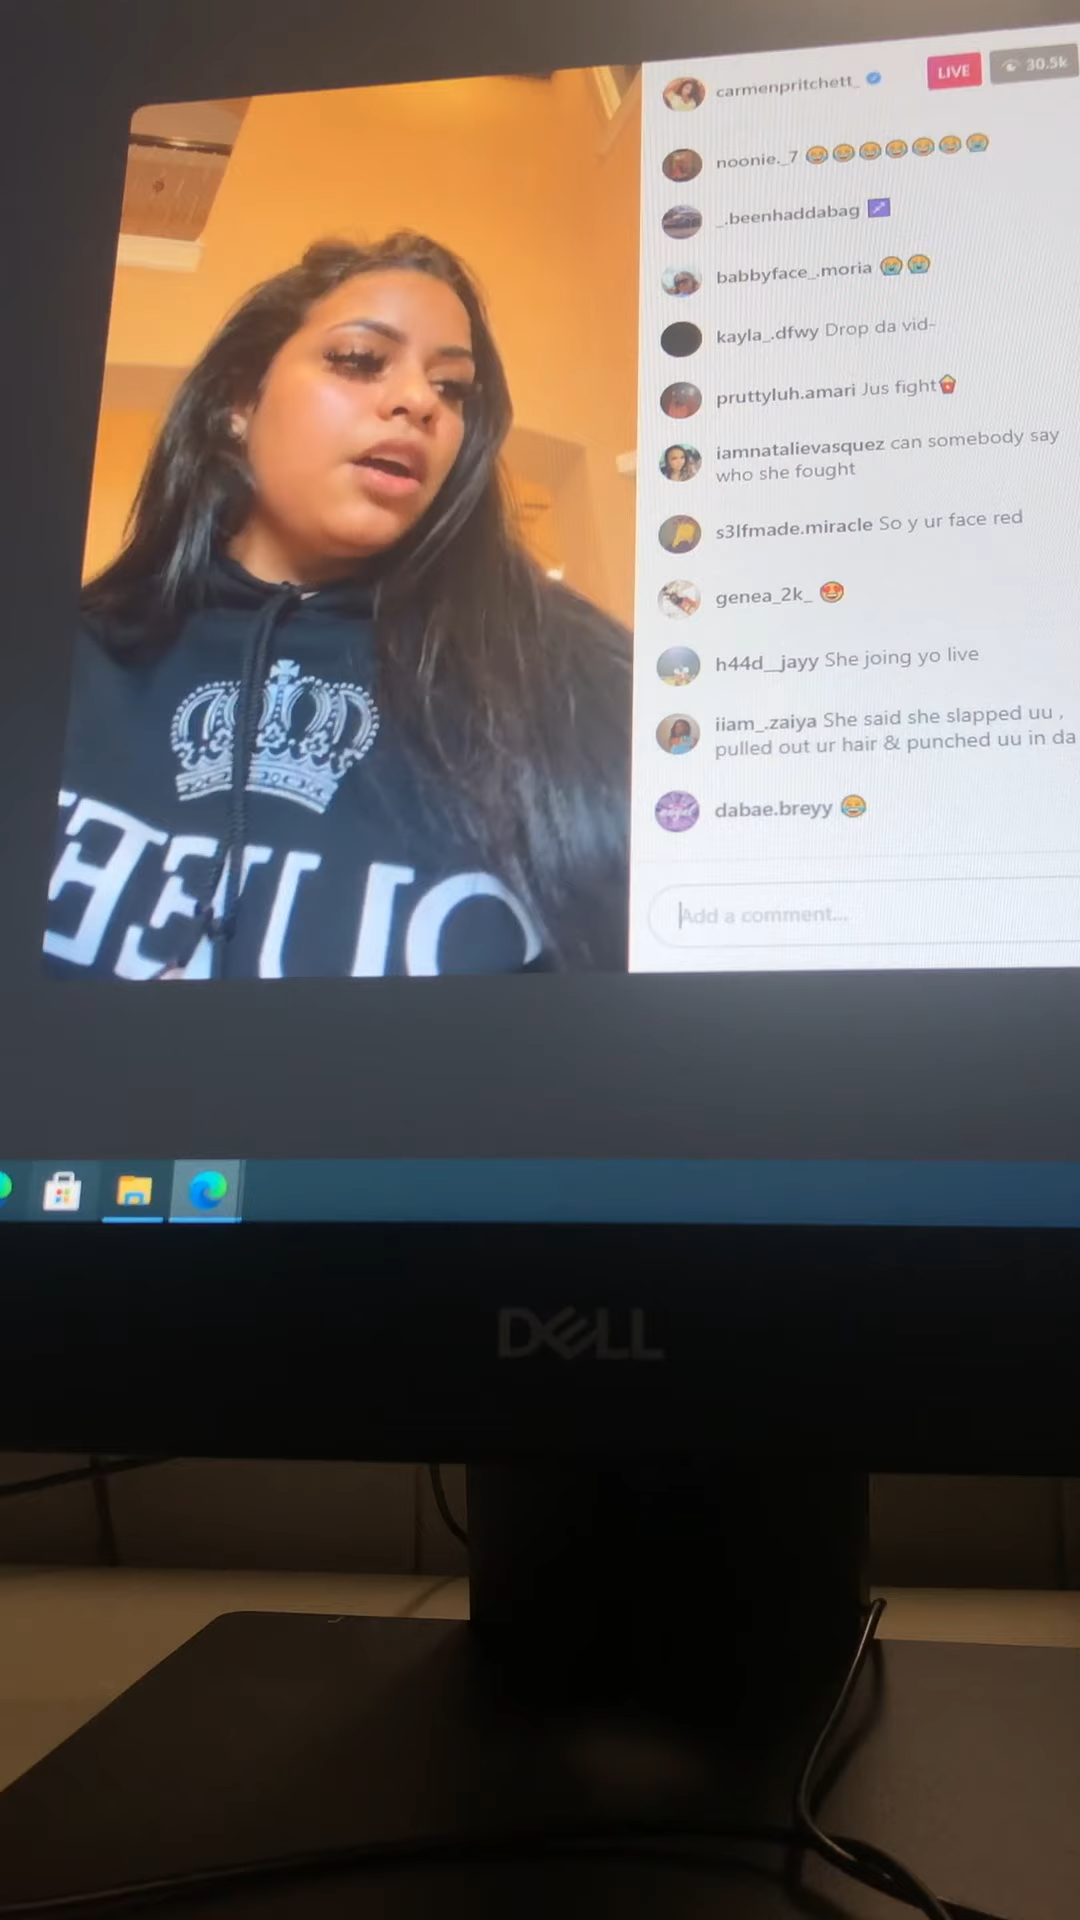 carmenpritchett_
LIVE
30.5k
noonie._7 😂😂😂😂😂😂😭
_.beenhaddabag ♐
babbyface_.moria 😭😭
kayla_.dfwy Drop da vid-
pruttyluh.amari Jus fight
iamnatalievasquez can somebody say
who she fought
s3lfmade.miracle So y ur face red
genea_2k_ 🤩
h44d__jayy She joing yo live
iiam_.zaiya She said she slapped uu ,
pulled out ur hair & punched uu in da
dabae.breyy 😂
Add a comment...
QUEEN
DELL